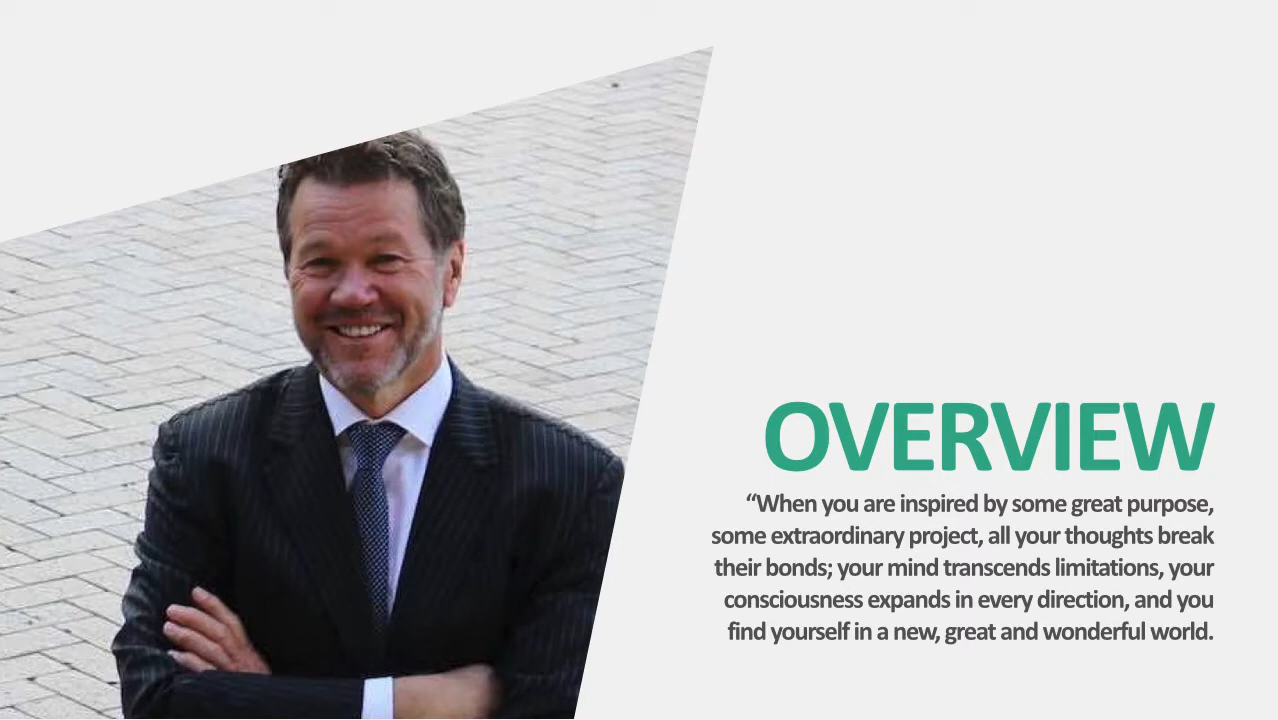 OVERVIEW
“When you are inspired by some great purpose,
some extraordinary project, all your thoughts break
their bonds; your mind transcends limitations, your
consciousness expands in every direction, and you
find yourself in a new, great and wonderful world.